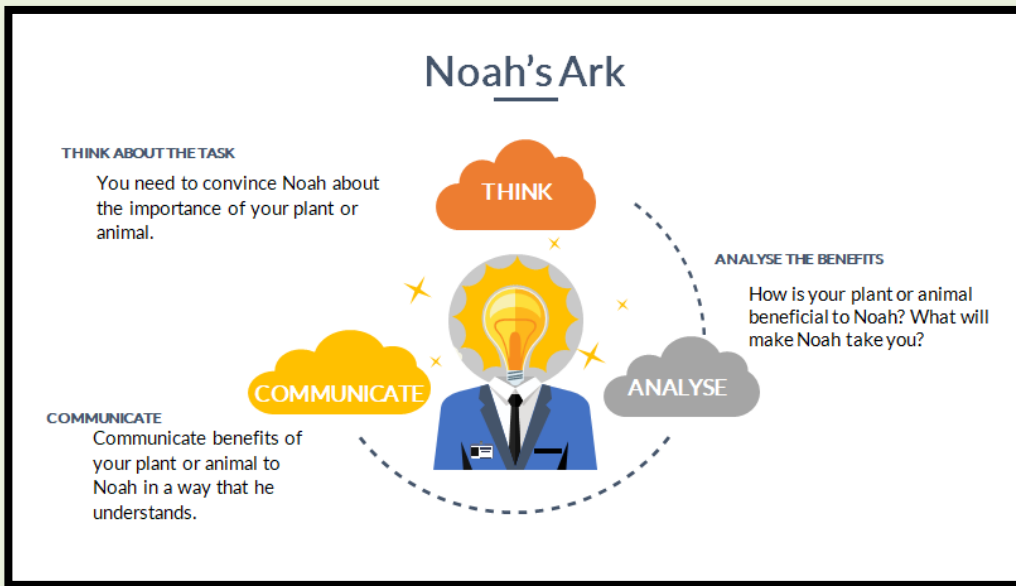 Noah's Ark
THINK ABOUT THE TASK
You need to convince Noah about
the importance of your plant or
animal.
THINK
ANALYSE THE BENEFITS
How is your plant or animal
beneficial to Noah? What will
make Noah take you?
ANALYSE
COMMUNICATE
COMMUNICATE
Communicate benefits of
your plant or animal to
Noah in a way that he
understands.